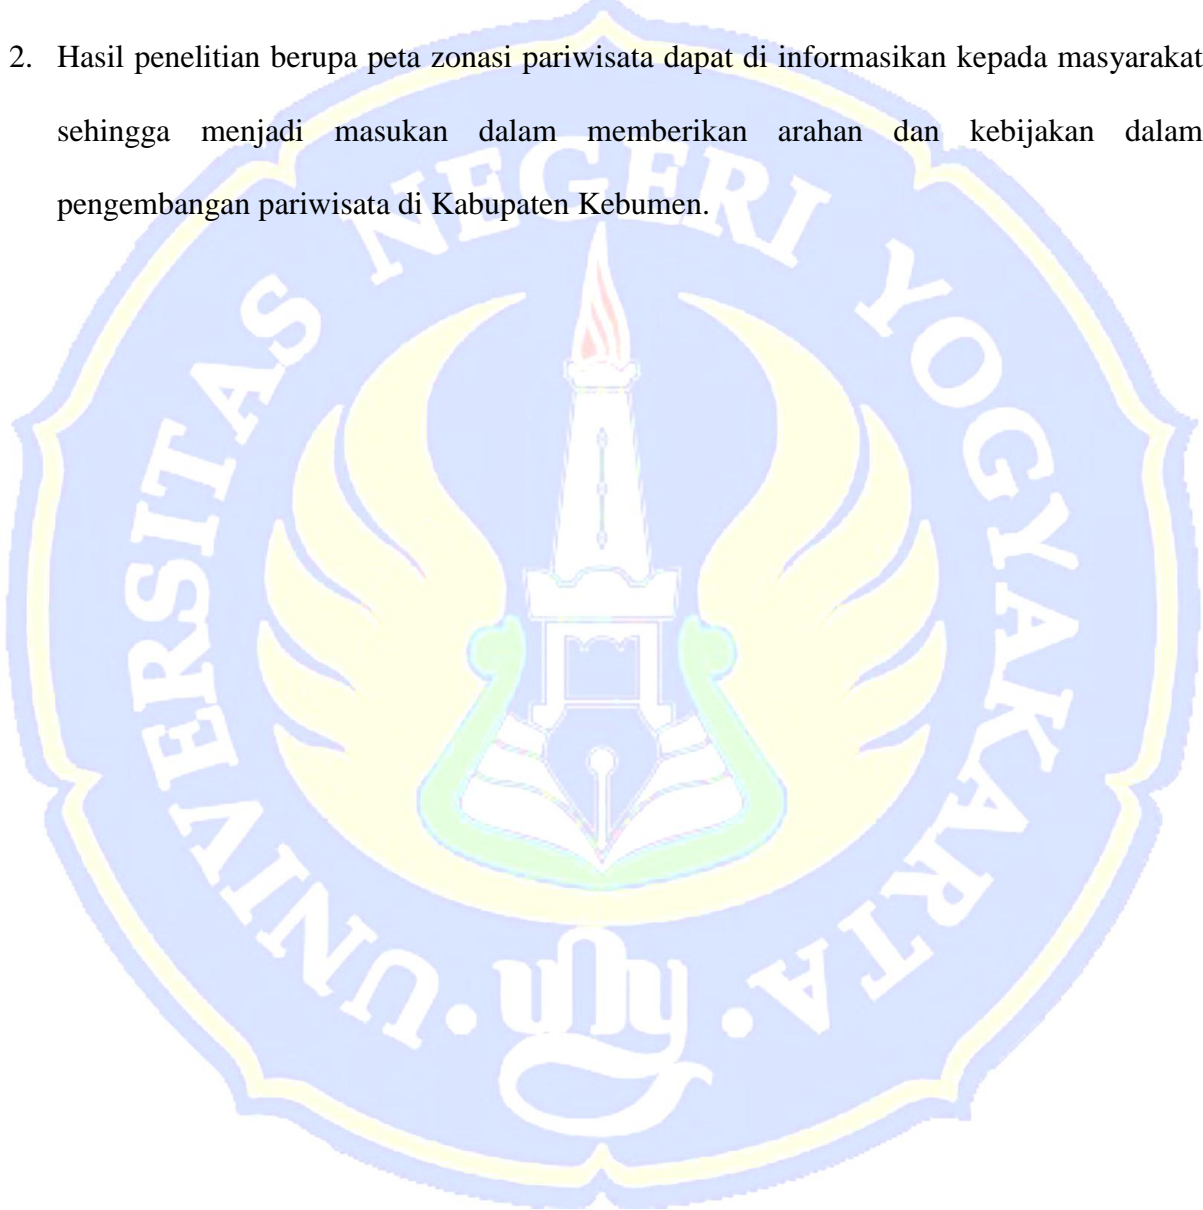 2. Hasil penelitian berupa peta zonasi pariwisata dapat di informasikan kepada masyarakat
sehingga menjadi masukan dalam memberikan arahan dan kebijakan dalam
pengembangan pariwisata di Kabupaten Kebumen.
UNIVERSITAS NEGERI YOGYAKARTA
uny